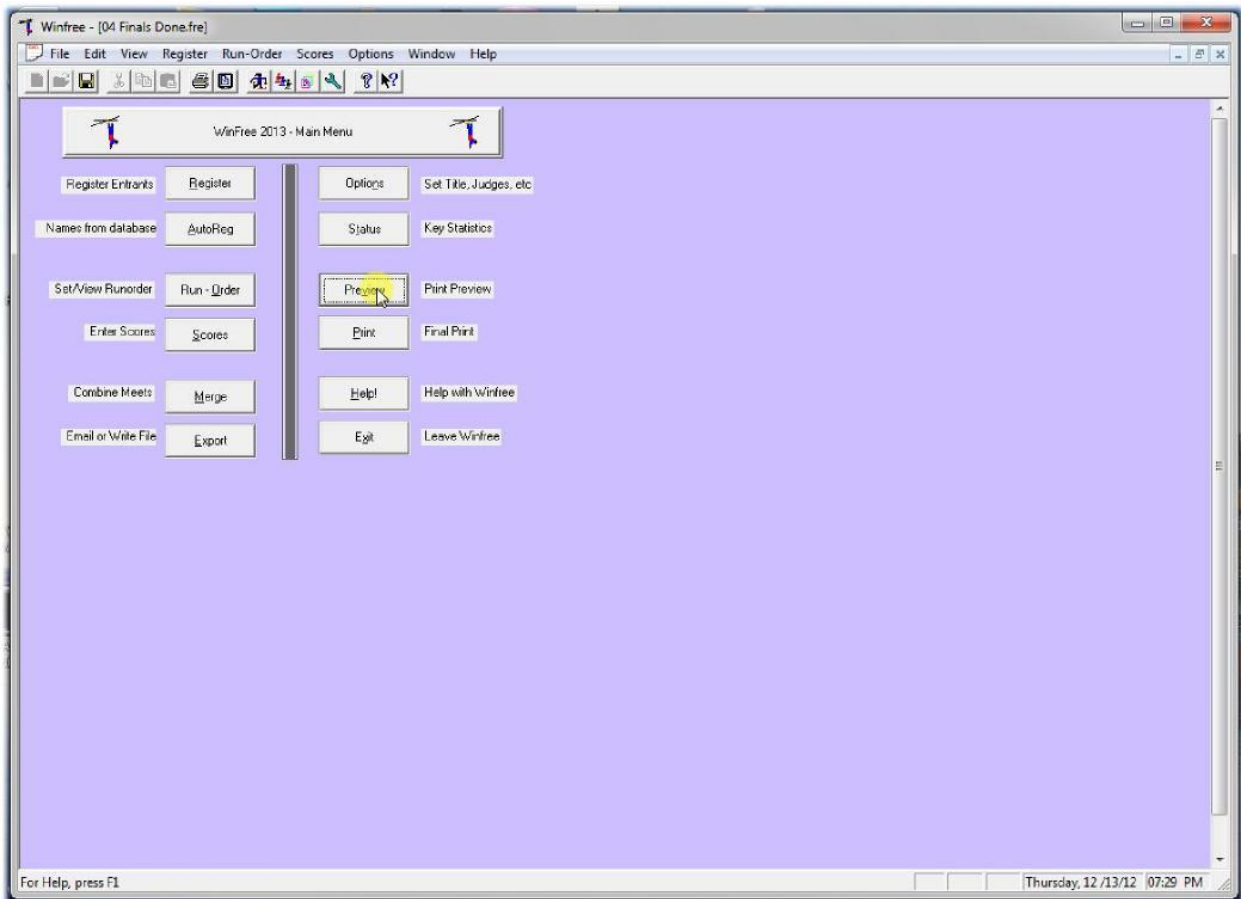 Winfree - [04 Finals Done.fre]
File Edit View Register Run-Order Scores Options Window Help
WinFree 2013 - Main Menu
Register Entrants Register Options Set Title, Judges, etc
Names from database AutoReg Status Key Statistics
Set/View Runorder Run - Order Preview Print Preview
Enter Scores Scores Print Final Print
Combine Meets Merge Help! Help with Winfree
Email or Write File Export Exit Leave Winfree
For Help, press F1 Thursday, 12 /13/12 07:29 PM